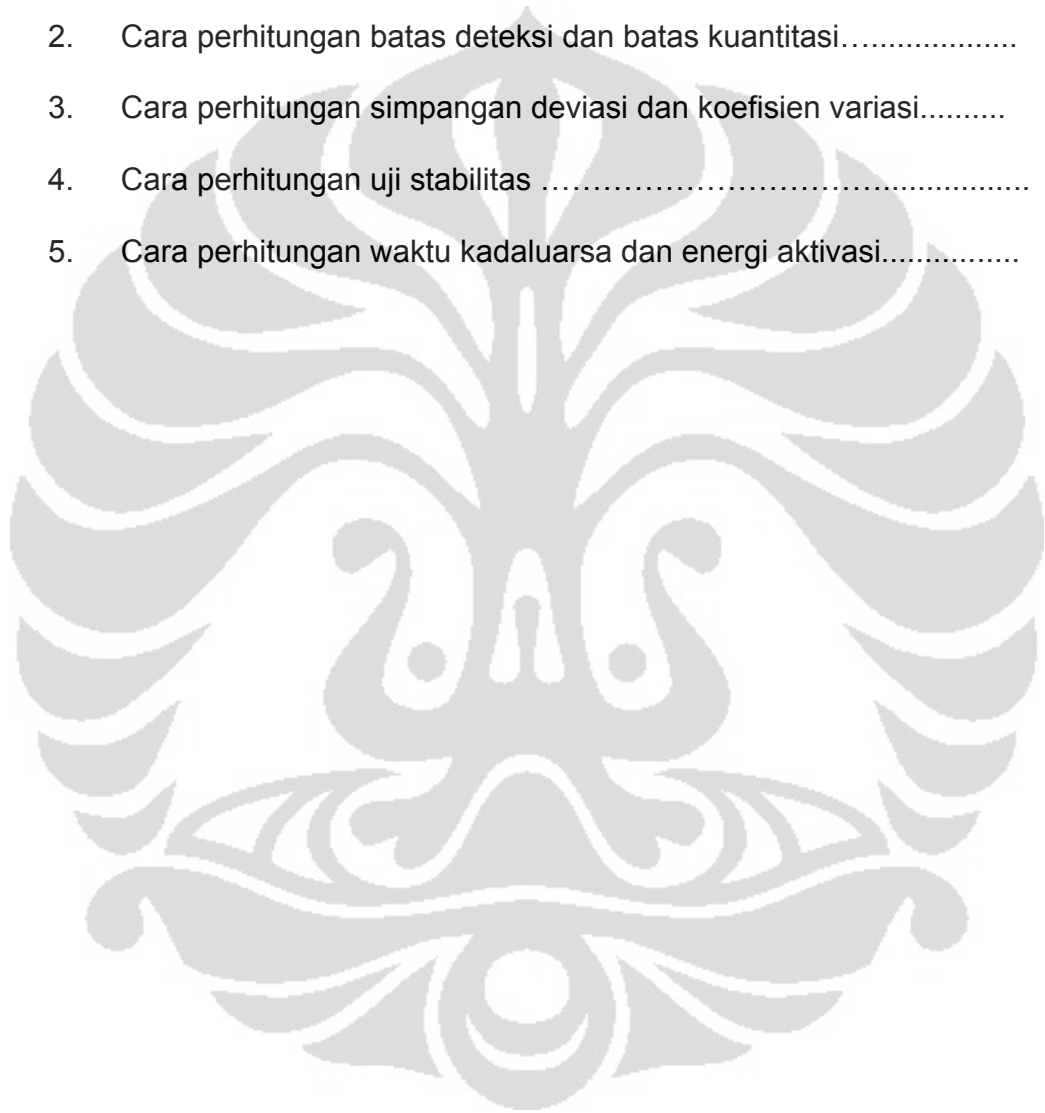 2. Cara perhitungan batas deteksi dan batas kuantitasi…..................
3. Cara perhitungan simpangan deviasi dan koefisien variasi..........
4. Cara perhitungan uji stabilitas …………………………….................
5. Cara perhitungan waktu kadaluarsa dan energi aktivasi................